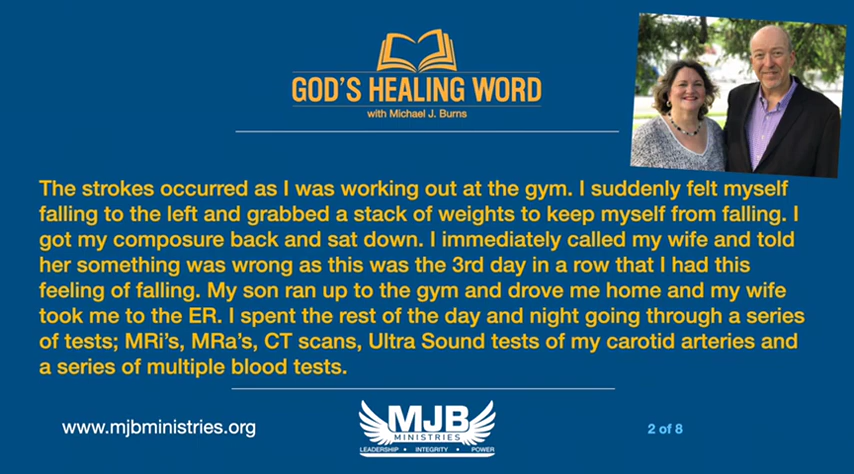 GOD'S HEALING WORD
with Michael J. Burns
The strokes occurred as I was working out at the gym. I suddenly felt myself
falling to the left and grabbed a stack of weights to keep myself from falling. I
got my composure back and sat down. I immediately called my wife and told
her something was wrong as this was the 3rd day in a row that I had this
feeling of falling. My son ran up to the gym and drove me home and my wife
took me to the ER. I spent the rest of the day and night going through a series
of tests; MRi's, MRa's, CT scans, Ultra Sound tests of my carotid arteries and
a series of multiple blood tests.
www.mjbministries.org
MJB
MINISTRIES
LEADERSHIP • INTEGRITY • POWER
2 of 8